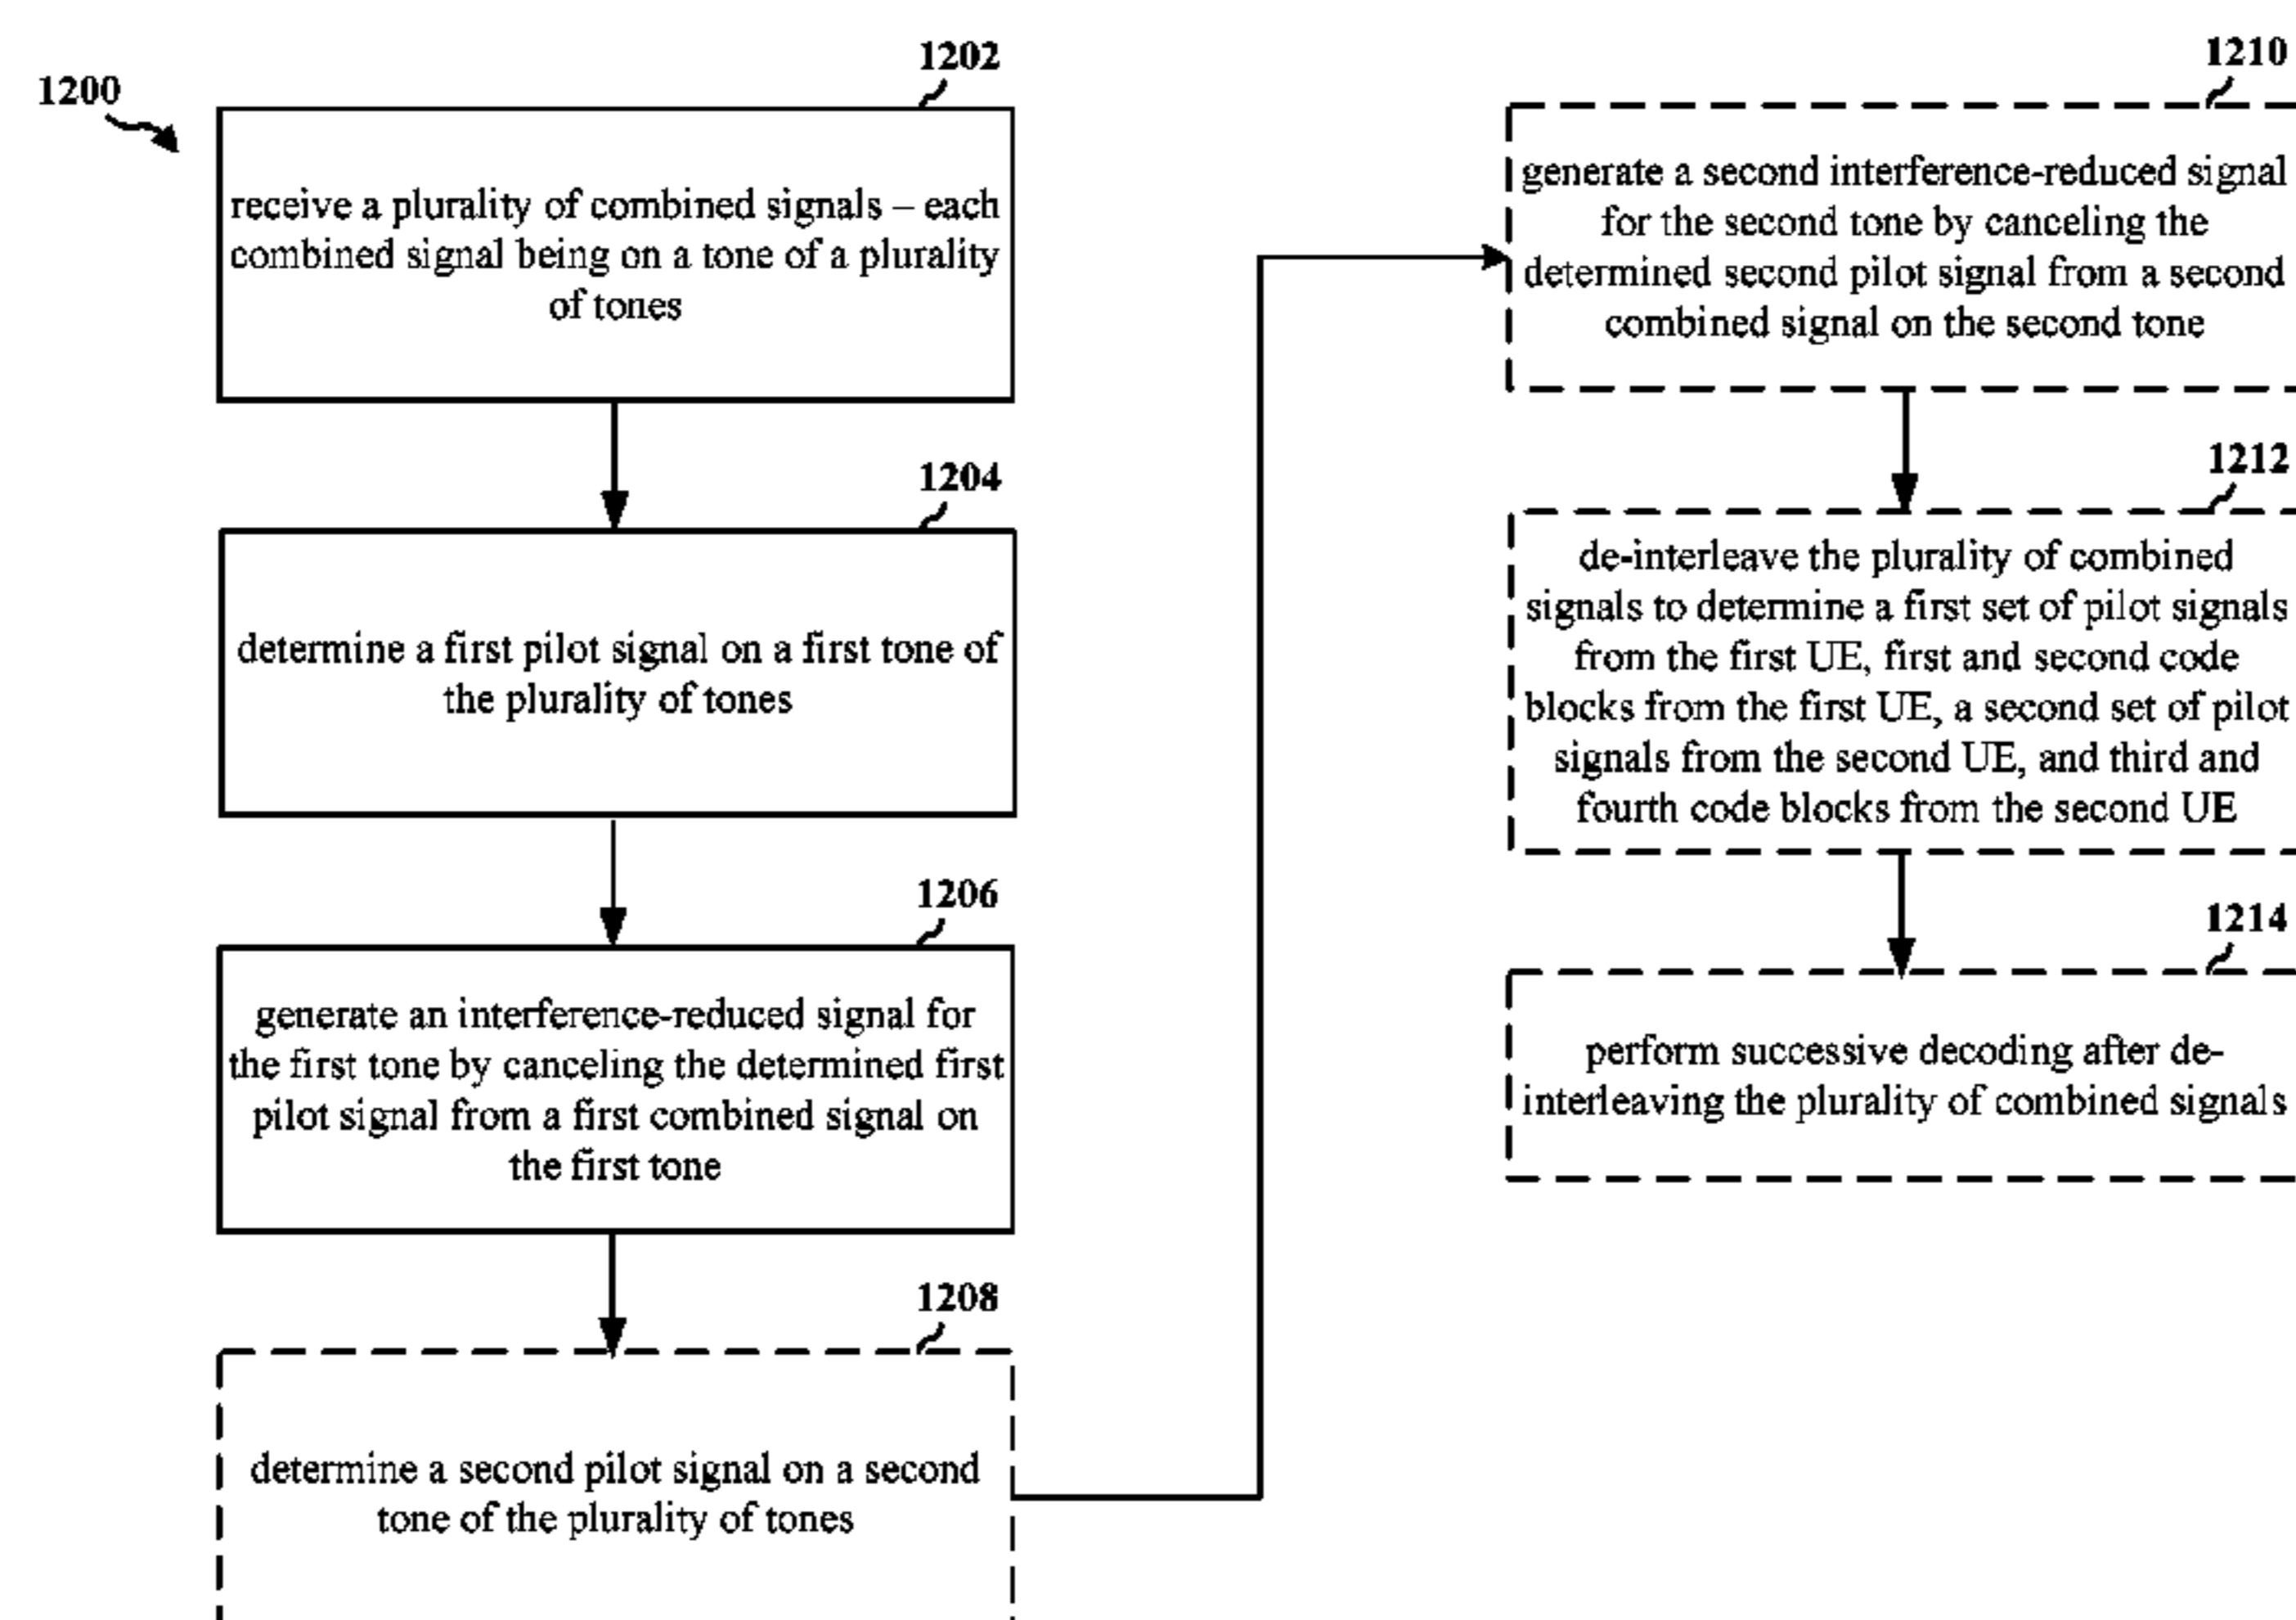 1200
1202
receive a plurality of combined signals – each
combined signal being on a tone of a plurality
of tones
1204
determine a first pilot signal on a first tone of
the plurality of tones
1206
generate an interference-reduced signal for
the first tone by canceling the determined first
pilot signal from a first combined signal on
the first tone
1208
determine a second pilot signal on a second
tone of the plurality of tones
1210
generate a second interference-reduced signal
for the second tone by canceling the
determined second pilot signal from a second
combined signal on the second tone
1212
de-interleave the plurality of combined
signals to determine a first set of pilot signals
from the first UE, first and second code
blocks from the first UE, a second set of pilot
signals from the second UE, and third and
fourth code blocks from the second UE
1214
perform successive decoding after de-
interleaving the plurality of combined signals